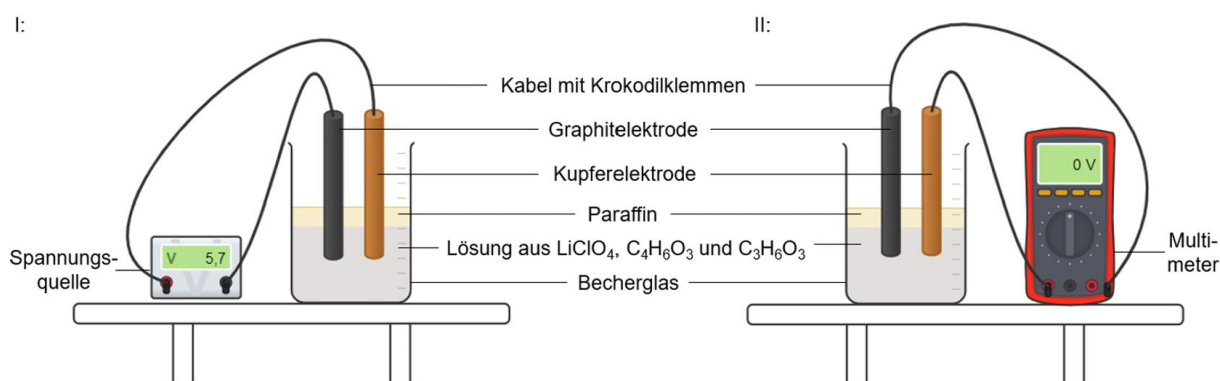 I:
II:
Kabel mit Krokodilklemmen
Graphitelektrode
Kupferelektrode
Paraffin
Lösung aus LiClO₄, C₄H₆O₃ und C₃H₆O₃
Becherglas
Spannungs-
quelle
V 5,7
0 V
Multi-
meter